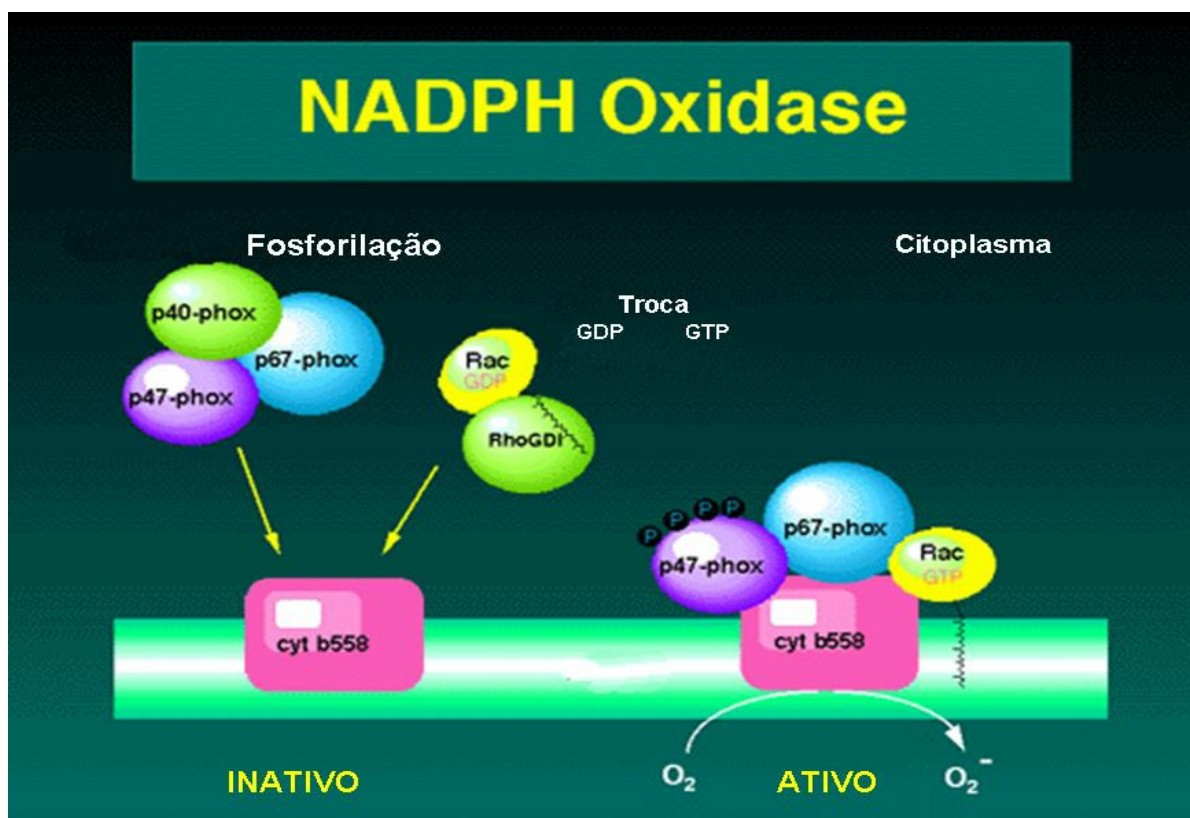 NADPH Oxidase
Fosforilação
Citoplasma
Troca
GDP GTP
p40-phox
p67-phox
p47-phox
Rac
GDP
RhoGDI
P P P P
p47-phox
p67-phox
Rac
GTP
cyt b558
cyt b558
O2
O2-
INATIVO
ATIVO